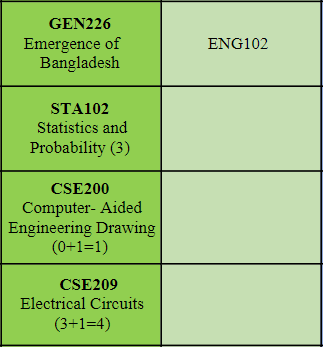 GEN226
Emergence of
Bangladesh
ENG102
STA102
Statistics and
Probability (3)
CSE200
Computer- Aided
Engineering Drawing
(0+1=1)
CSE209
Electrical Circuits
(3+1=4)